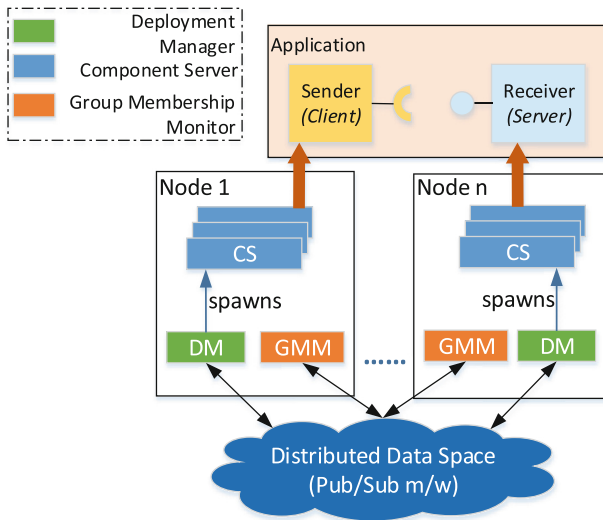 Deployment
Manager
Component Server
Group Membership
Monitor
Application
Sender
(Client)
Receiver
(Server)
Node 1
CS
spawns
DM
GMM
Node n
CS
spawns
GMM
DM
Distributed Data Space
(Pub/Sub m/w)